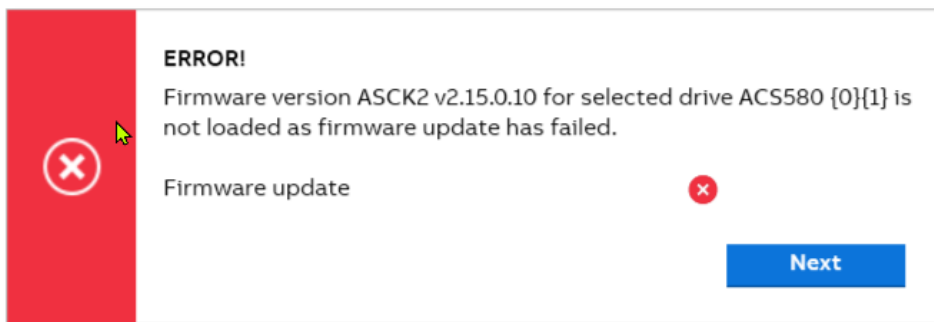 ERROR!
Firmware version ASCK2 v2.15.0.10 for selected drive ACS580 {0}{1} is
not loaded as firmware update has failed.
Firmware update
Next